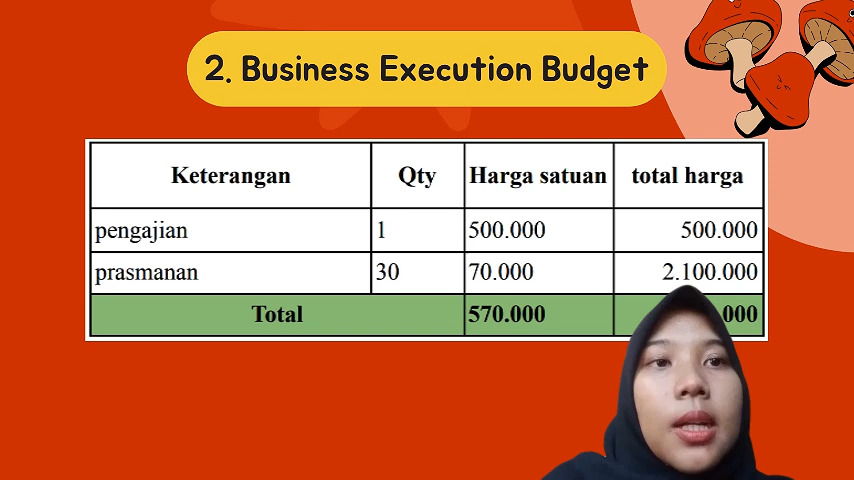 2. Business Execution Budget
Keterangan Qty Harga satuan total harga
pengajian 1 500.000 500.000
prasmanan 30 70.000 2.100.000
Total 570.000 000